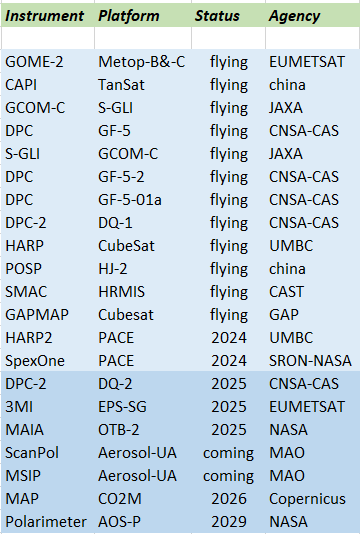 Instrument Platform Status Agency
GOME-2 Metop-B&-C flying EUMETSAT
CAPI TanSat flying china
GCOM-C S-GLI flying JAXA
DPC GF-5 flying CNSA-CAS
S-GLI GCOM-C flying JAXA
DPC GF-5-2 flying CNSA-CAS
DPC GF-5-01a flying CNSA-CAS
DPC-2 DQ-1 flying CNSA-CAS
HARP CubeSat flying UMBC
POSP HJ-2 flying china
SMAC HRMIS flying CAST
GAPMAP Cubesat flying GAP
HARP2 PACE 2024 UMBC
SpexOne PACE 2024 SRON-NASA
DPC-2 DQ-2 2025 CNSA-CAS
3MI EPS-SG 2025 EUMETSAT
MAIA OTB-2 2025 NASA
ScanPol Aerosol-UA coming MAO
MSIP Aerosol-UA coming MAO
MAP CO2M 2026 Copernicus
Polarimeter AOS-P 2029 NASA